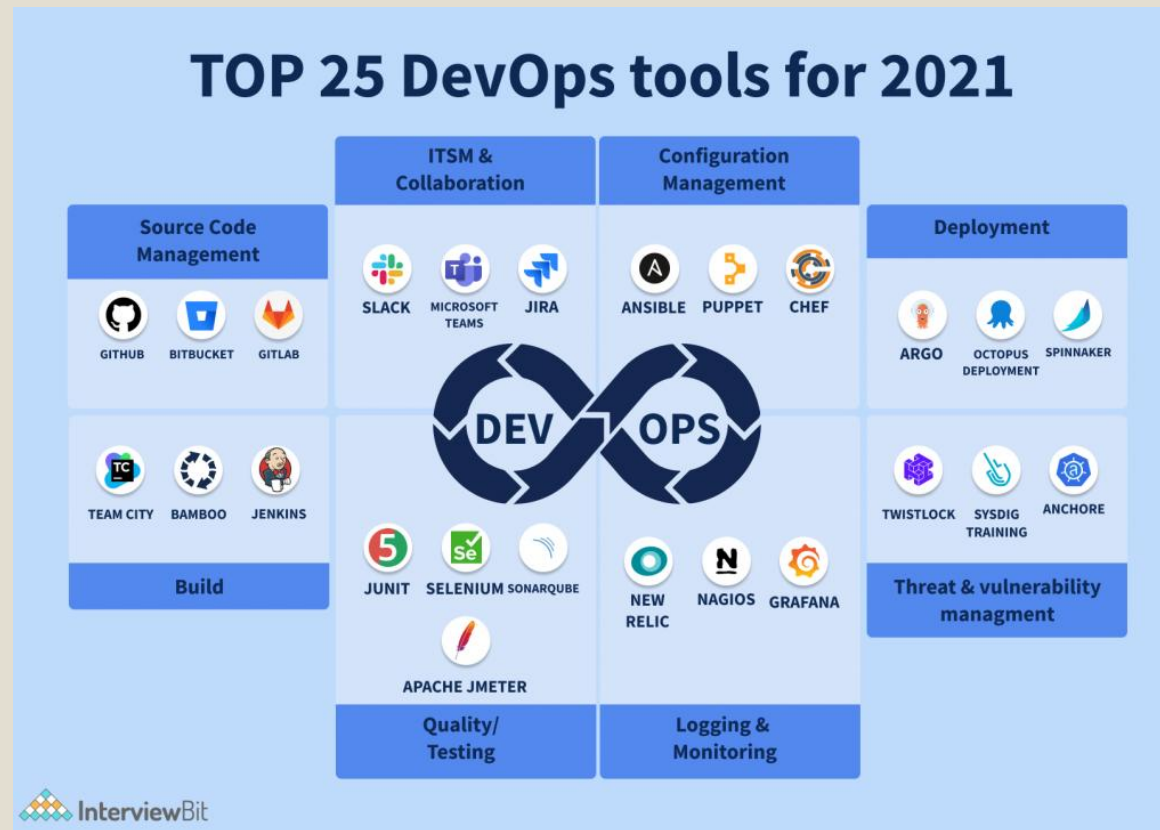 TOP 25 DevOps tools for 2021
ITSM &
Collaboration
Configuration
Management
Source Code
Management
Deployment
SLACK
MICROSOFT
TEAMS
JIRA
ANSIBLE
PUPPET
CHEF
GITHUB
BITBUCKET
GITLAB
ARGO
OCTOPUS
DEPLOYMENT
SPINNAKER
DEV
OPS
TC
TEAM CITY
BAMBOO
JENKINS
TWISTLOCK
SYSDIG
TRAINING
ANCHORE
5
Se
N
JUNIT
SELENIUM
SONARQUBE
NEW
RELIC
NAGIOS
GRAFANA
Build
Threat & vulnerability
managment
APACHE JMETER
Quality/
Testing
Logging &
Monitoring
InterviewBit